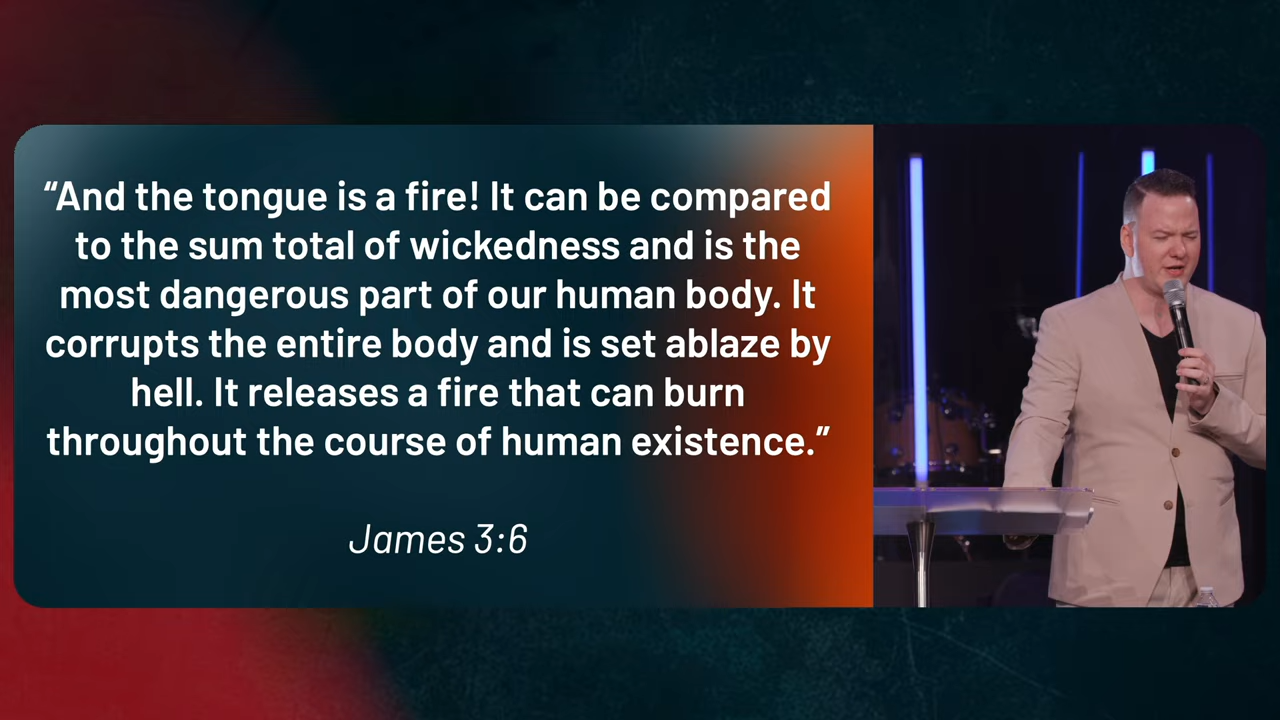 “And the tongue is a fire! It can be compared
to the sum total of wickedness and is the
most dangerous part of our human body. It
corrupts the entire body and is set ablaze by
hell. It releases a fire that can burn
throughout the course of human existence.”
James 3:6